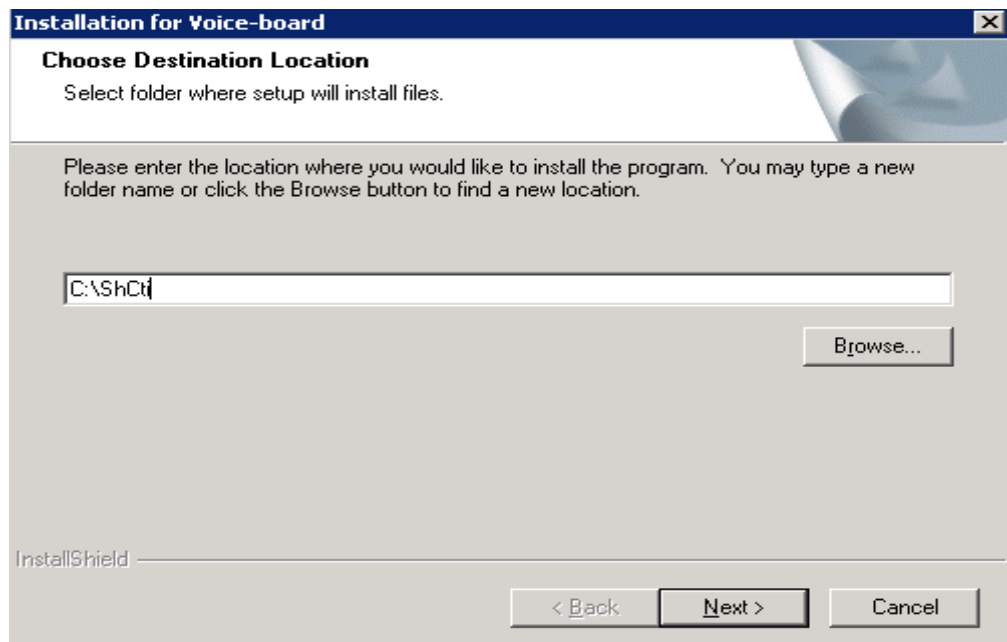 Installation for Voice-board
Choose Destination Location
Select folder where setup will install files.
Please enter the location where you would like to install the program. You may type a new
folder name or click the Browse button to find a new location.
C:\ShCti
Browse...
InstallShield
< Back
Next >
Cancel